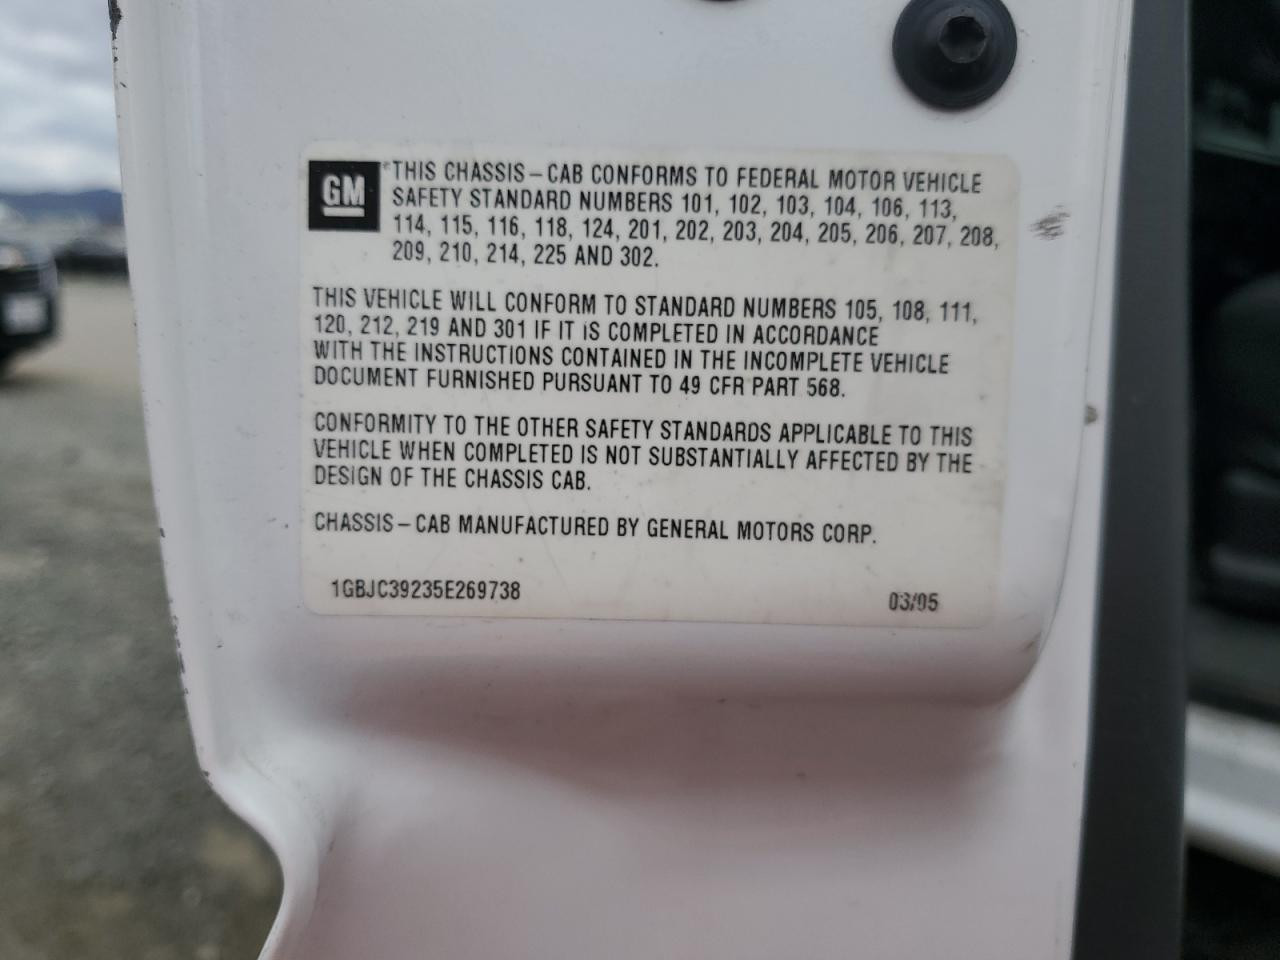 GM
THIS CHASSIS-CAB CONFORMS TO FEDERAL MOTOR VEHICLE
SAFETY STANDARD NUMBERS 101, 102, 103, 104, 106, 113,
114, 115, 116, 118, 124, 201, 202, 203, 204, 205, 206, 207, 208,
209, 210, 214, 225 AND 302.
THIS VEHICLE WILL CONFORM TO STANDARD NUMBERS 105, 108, 111,
120, 212, 219 AND 301 IF IT IS COMPLETED IN ACCORDANCE
WITH THE INSTRUCTIONS CONTAINED IN THE INCOMPLETE VEHICLE
DOCUMENT FURNISHED PURSUANT TO 49 CFR PART 568.
CONFORMITY TO THE OTHER SAFETY STANDARDS APPLICABLE TO THIS
VEHICLE WHEN COMPLETED IS NOT SUBSTANTIALLY AFFECTED BY THE
DESIGN OF THE CHASSIS CAB.
CHASSIS-CAB MANUFACTURED BY GENERAL MOTORS CORP.
1GBJC39235E269738 03/05